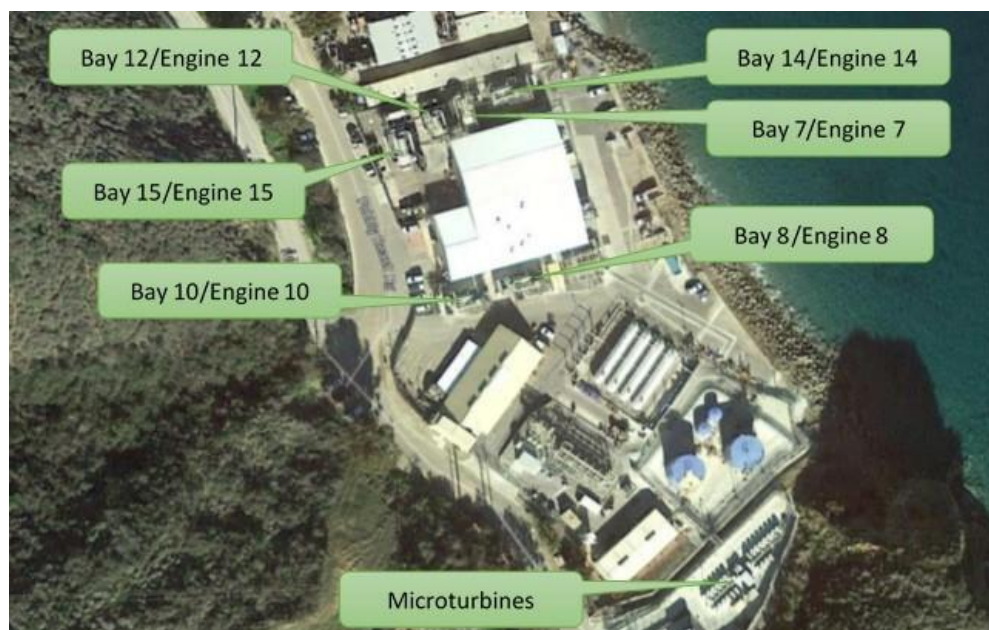 Bay 12/Engine 12
Bay 14/Engine 14
Bay 7/Engine 7
Bay 15/Engine 15
Bay 8/Engine 8
Bay 10/Engine 10
Microturbines